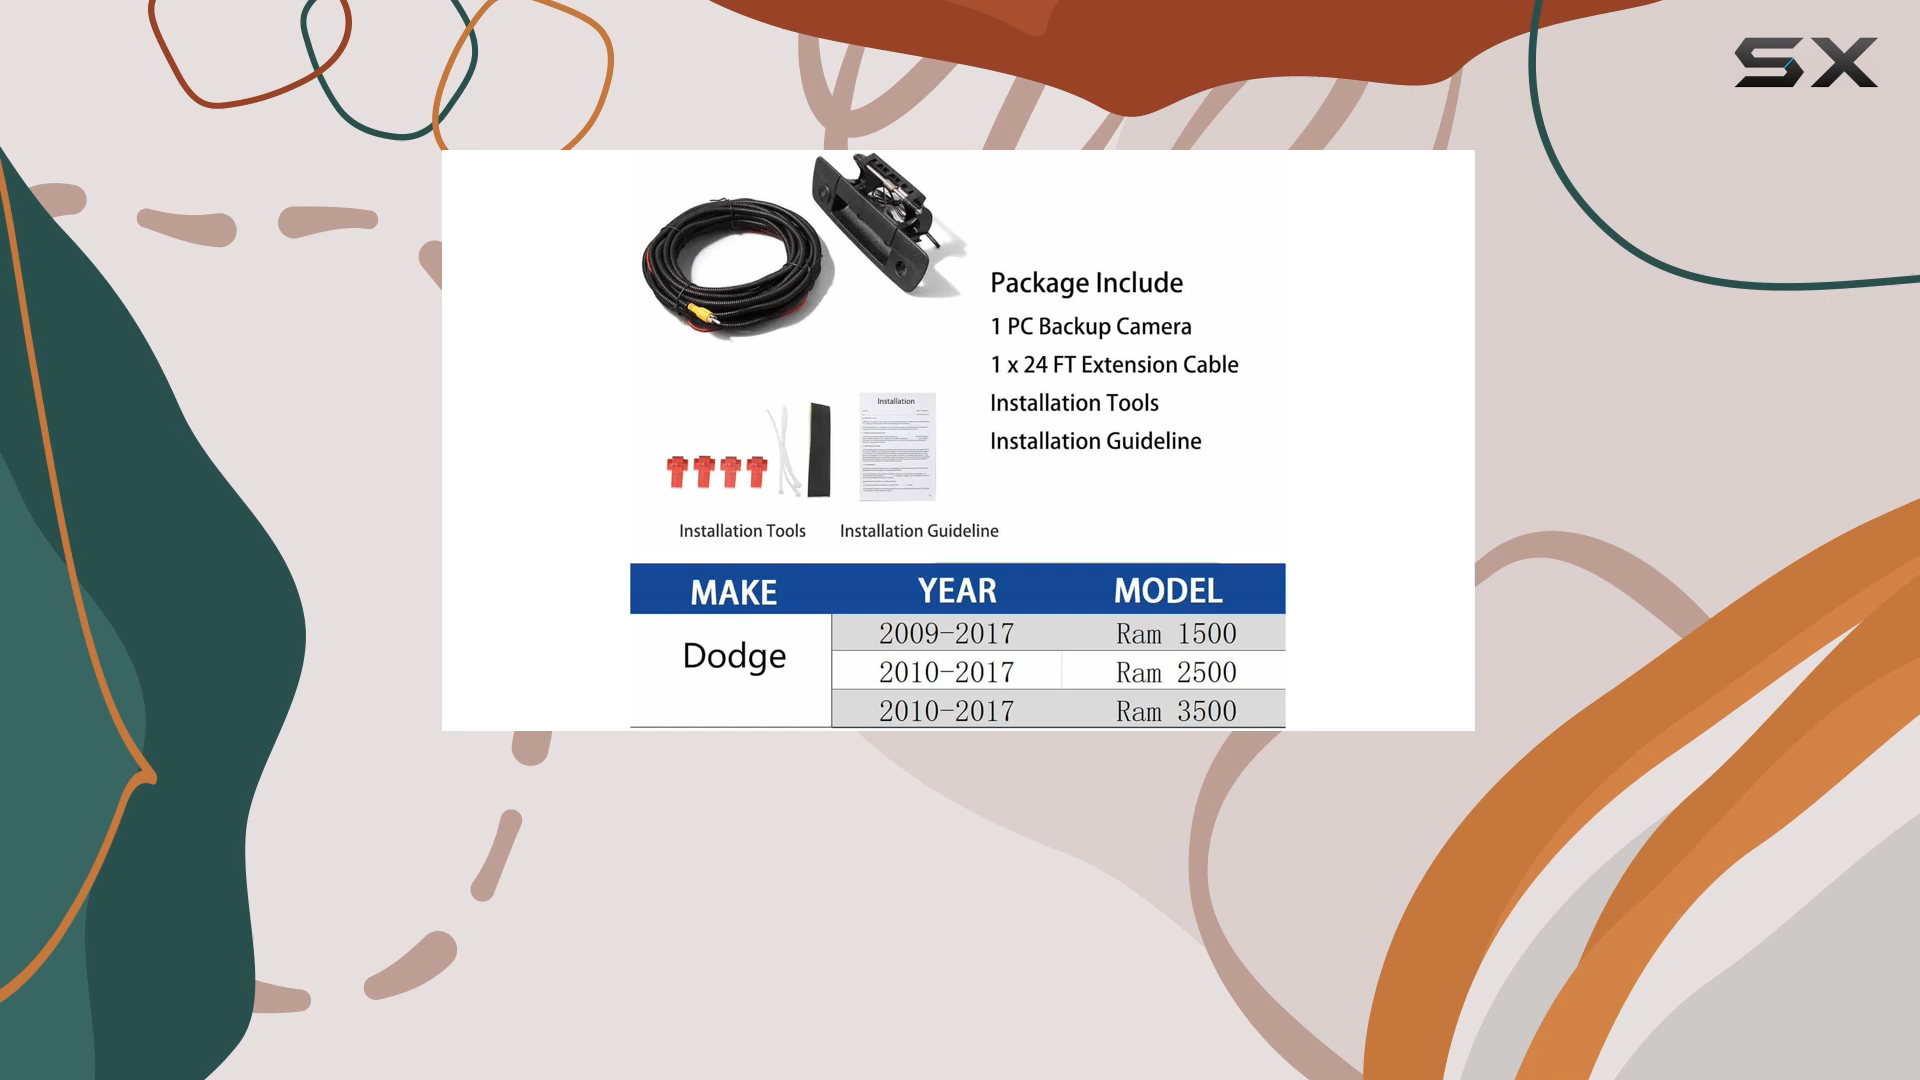 SX
Package Include
1 PC Backup Camera
1 x 24 FT Extension Cable
Installation Tools
Installation Guideline
Installation
Installation Tools
Installation Guideline
MAKE YEAR MODEL
Dodge
2009-2017 Ram 1500
2010-2017 Ram 2500
2010-2017 Ram 3500